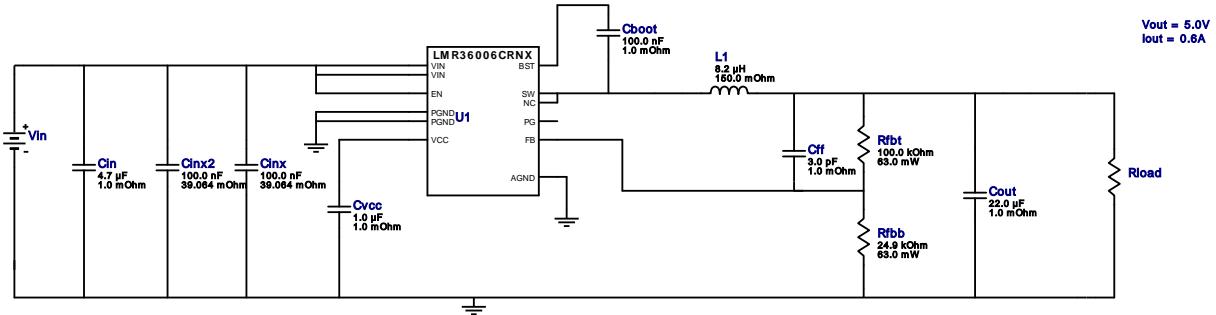 Vout = 5.0V
Iout = 0.6A
Cboot
100.0 nF
1.0 mOhm
LMR36006CRNX
VIN
VIN
EN
PGND
PGND
VCC
BST
SW
NC
PG
FB
AGND
U1
L1
8.2 µH
150.0 mOhm
+
Vin
-
Cin
4.7 µF
1.0 mOhm
Cinx2
100.0 nF
39.064 mOhm
Cinx
100.0 nF
39.064 mOhm
Cvcc
1.0 µF
1.0 mOhm
Cff
3.0 pF
1.0 mOhm
Rfbt
100.0 kOhm
63.0 mW
Rfbb
24.9 kOhm
63.0 mW
Cout
22.0 µF
1.0 mOhm
Rload